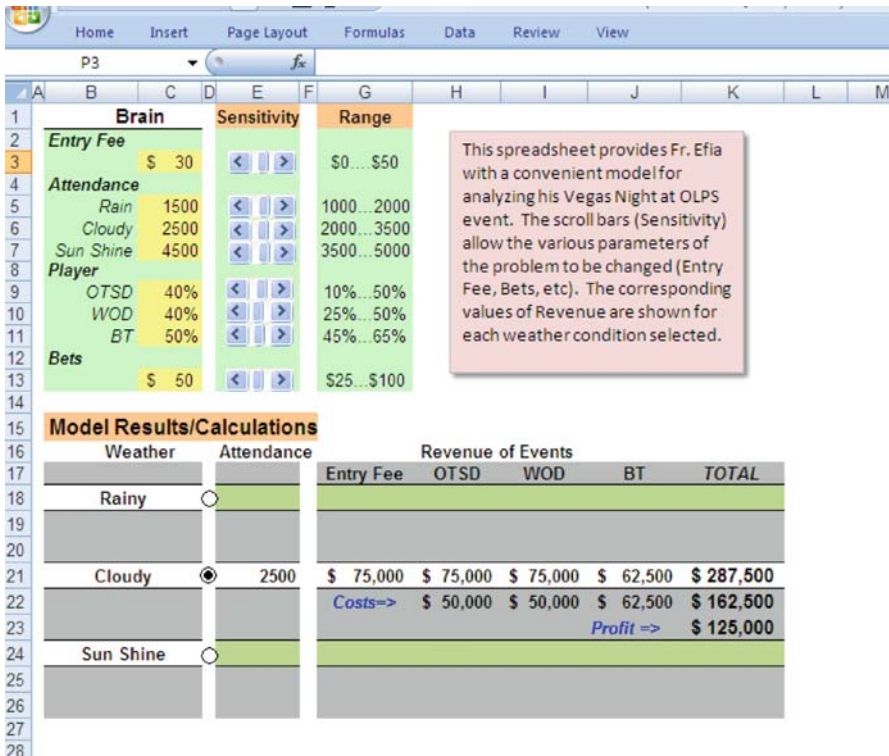 Home Insert Page Layout Formulas Data Review View
P3 fx
A B C D E F G H I J K L M
1 Brain Sensitivity Range
2 Entry Fee
3 $ 30 $0....$50
4 Attendance
5 Rain 1500 1000...2000
6 Cloudy 2500 2000...3500
7 Sun Shine 4500 3500...5000
8 Player
9 OTSD 40% 10%...50%
10 WOD 40% 25%...50%
11 BT 50% 45%...65%
12 Bets
13 $ 50 $25...$100
This spreadsheet provides Fr. Efia
with a convenient model for
analyzing his Vegas Night at OLPS
event. The scroll bars (Sensitivity)
allow the various parameters of
the problem to be changed (Entry
Fee, Bets, etc). The corresponding
values of Revenue are shown for
each weather condition selected.
14
15 Model Results/Calculations
16 Weather Attendance Revenue of Events
17 Entry Fee OTSD WOD BT TOTAL
18 Rainy
19
20
21 Cloudy 2500 $ 75,000 $ 75,000 $ 75,000 $ 62,500 $ 287,500
22 Costs=> $ 50,000 $ 50,000 $ 62,500 $ 162,500
23 Profit => $ 125,000
24 Sun Shine
25
26
27
28